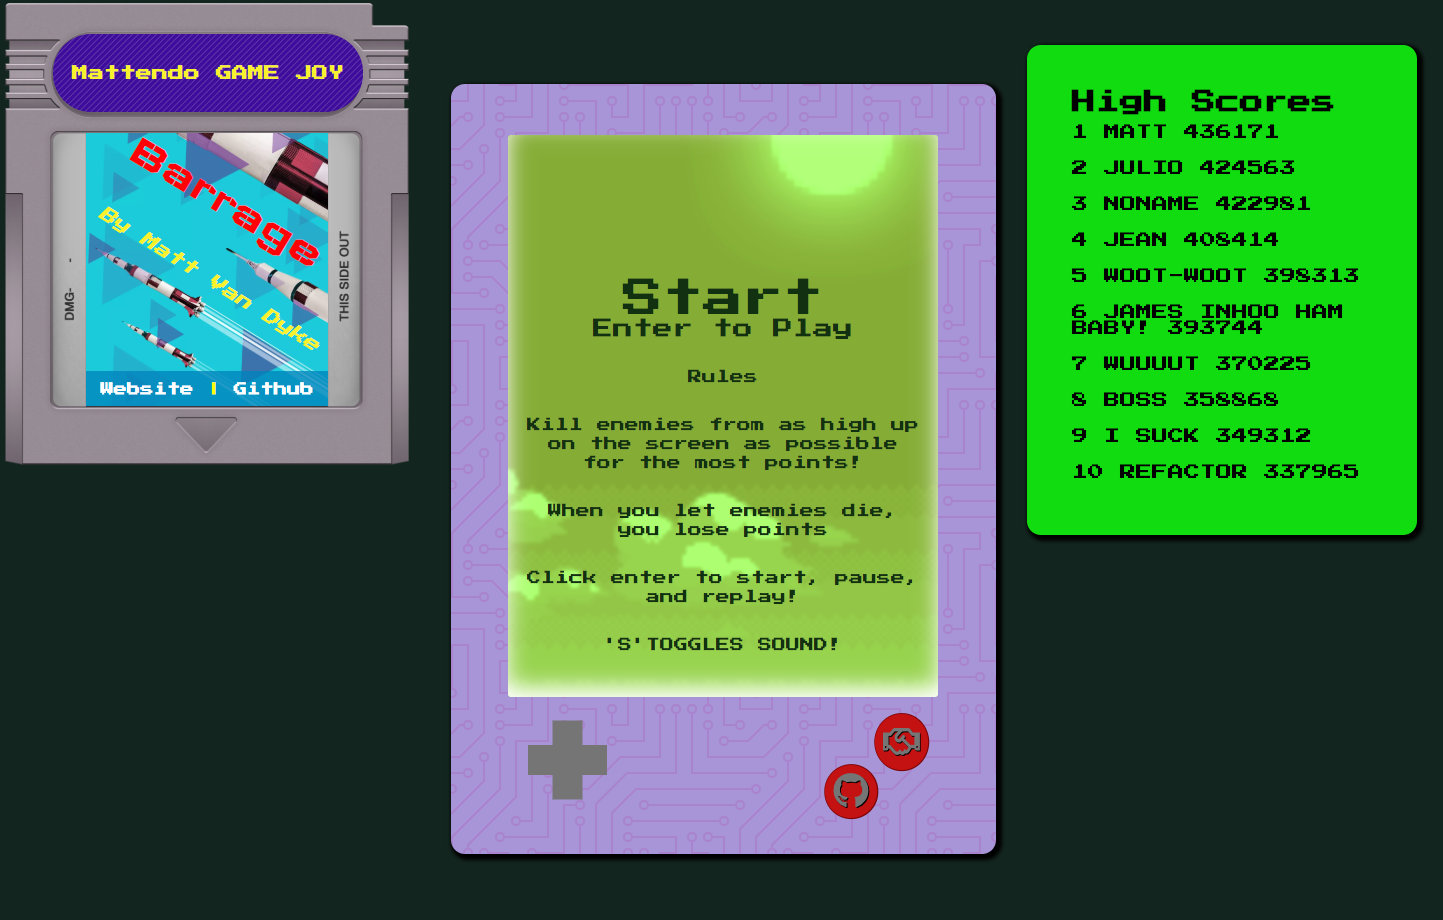 Mattendo GAME JOY
Barrage
By Matt Van Dyke
DMG- -
THIS SIDE OUT
Website | Github
Start
Enter to Play
Rules
Kill enemies from as high up
on the screen as possible
for the most points!
When you let enemies die,
you lose points
Click enter to start, pause,
and replay!
'S'TOGGLES SOUND!
High Scores
1 MATT 436171
2 JULIO 424563
3 NONAME 422981
4 JEAN 408414
5 WOOT-WOOT 398313
6 JAMES INHOO HAM
BABY! 393744
7 WUUUUT 370225
8 BOSS 358868
9 I SUCK 349312
10 REFACTOR 337965